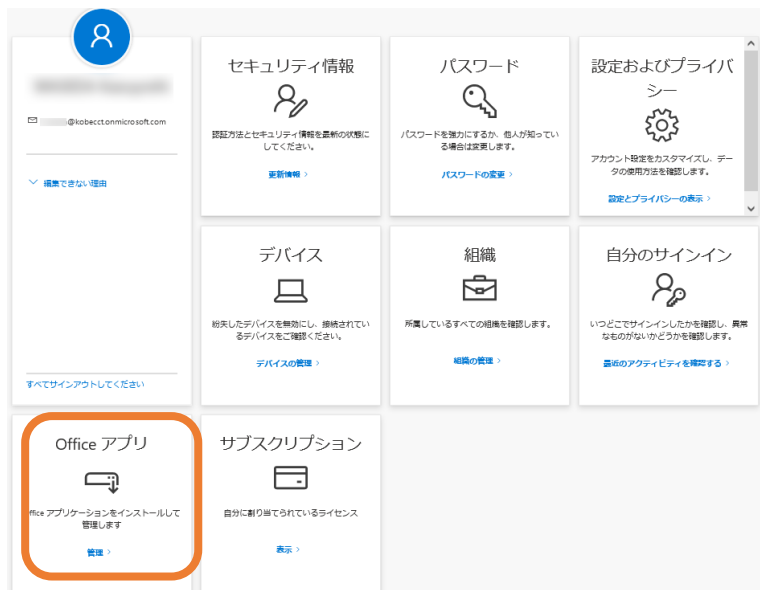 @kobecct.onmicrosoft.com
編集できない理由
すべてサインアウトしてください
セキュリティ情報
認証方法とセキュリティ情報を最新の状態に
してください。
更新情報 >
パスワード
パスワードを強力にするか、他人が知ってい
る場合は変更します。
パスワードの変更 >
設定およびプライバ
シー
アカウント設定をカスタマイズし、デー
タの使用方法を確認します。
設定とプライバシーの表示 >
デバイス
紛失したデバイスを無効にし、接続されてい
るデバイスをご確認ください。
デバイスの管理 >
組織
所属しているすべての組織を確認します。
組織の管理 >
自分のサインイン
いつどこでサインインしたかを確認し、異常
なものがないかどうかを確認します。
最近のアクティビティを確認する >
Office アプリ
ffice アプリケーションをインストールして
管理します
管理 >
サブスクリプション
自分に割り当てられているライセンス
表示 >